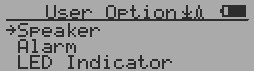 User Option
Speaker
Alarm
LED Indicator